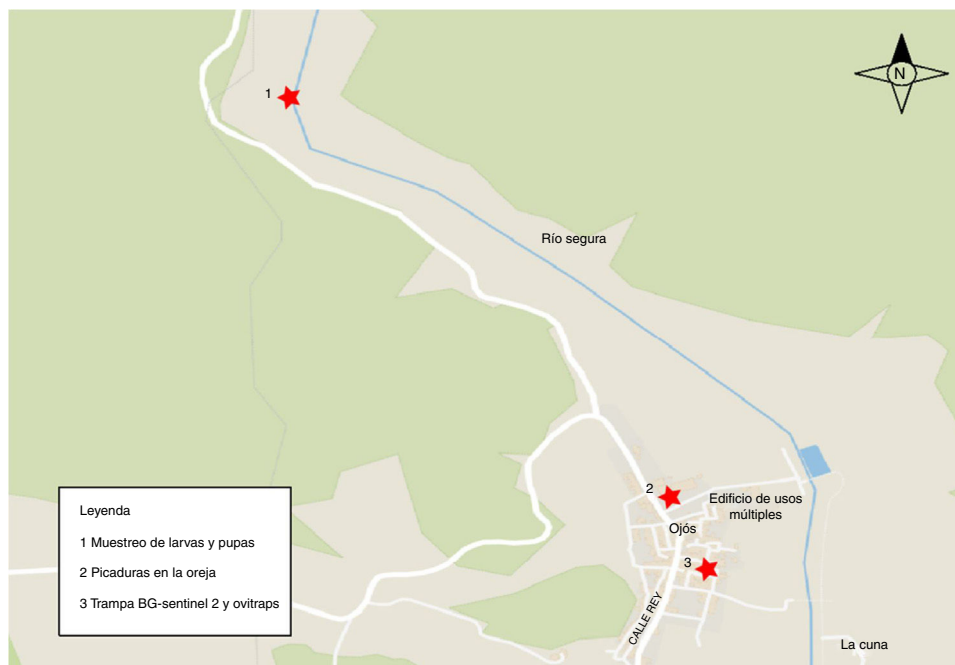 N
1
Río segura
2
Edificio de usos
múltiples
Ojós
3
CALLE REY
La cuna
Leyenda
1 Muestreo de larvas y pupas
2 Picaduras en la oreja
3 Trampa BG-sentinel 2 y ovitraps